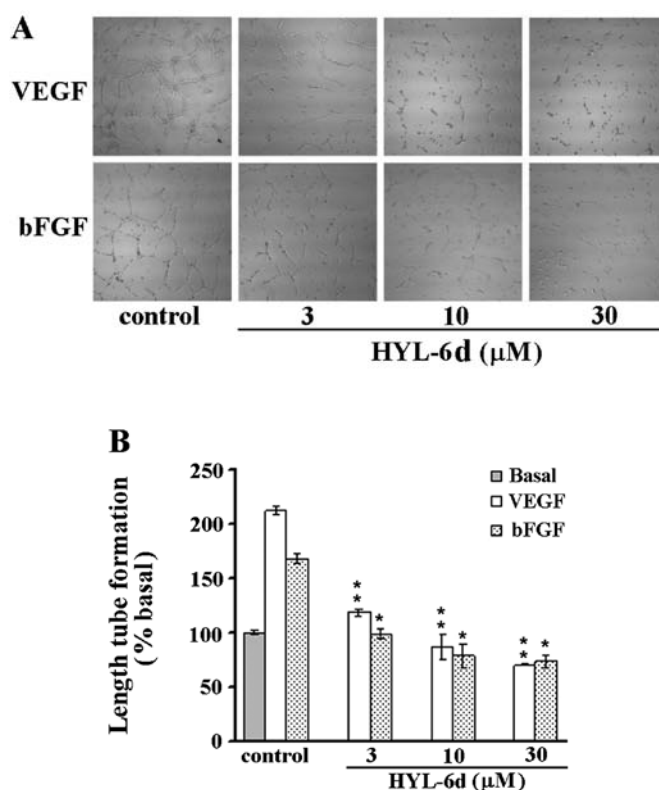 A
VEGF
bFGF
control 3 10 30
HYL-6d (μM)
B
Length tube formation
(% basal)
250
200
150
100
50
0
Basal
VEGF
bFGF
* * * * * * * * *
control 3 10 30
HYL-6d (μM)